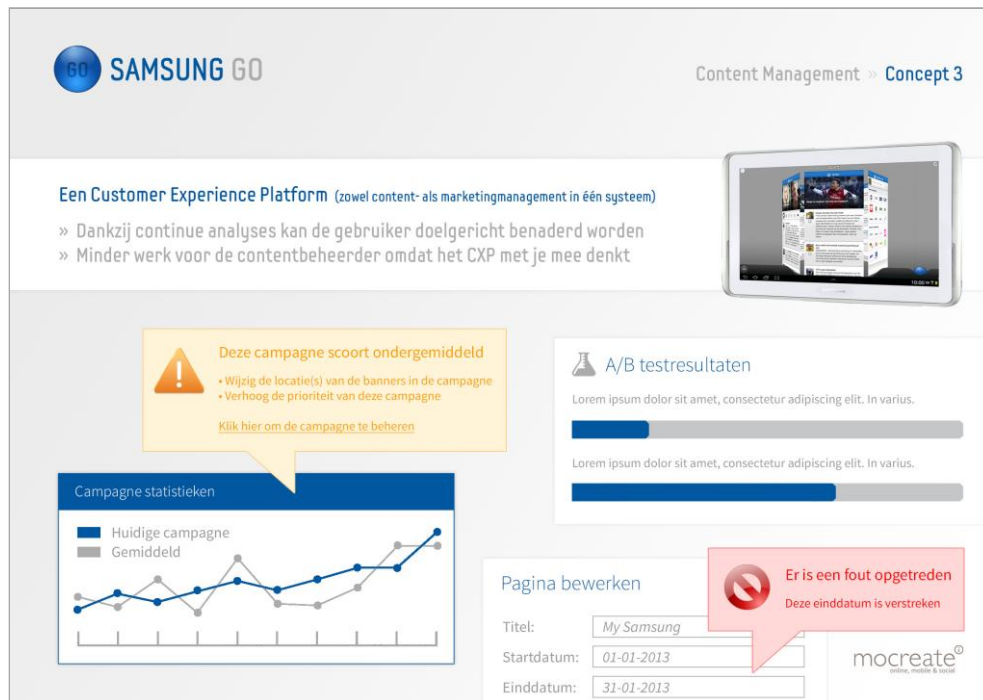 GO SAMSUNG GO
Content Management » Concept 3
Een Customer Experience Platform (zowel content- als marketingmanagement in één systeem)
» Dankzij continue analyses kan de gebruiker doelgericht benaderd worden
» Minder werk voor de contentbeheerder omdat het CXP met je mee denkt
10:00
Deze campagne scoort ondergemiddeld
• Wijzig de locatie(s) van de banners in de campagne
• Verhoog de prioriteit van deze campagne
Klik hier om de campagne te beheren
A/B testresultaten
Lorem ipsum dolor sit amet, consectetur adipiscing elit. In varius.
Lorem ipsum dolor sit amet, consectetur adipiscing elit. In varius.
Campagne statistieken
Huidige campagne
Gemiddeld
Pagina bewerken
Er is een fout opgetreden
Deze einddatum is verstreken
Titel: My Samsung
Startdatum: 01-01-2013
Einddatum: 31-01-2013
mocreate
online, mobile & social